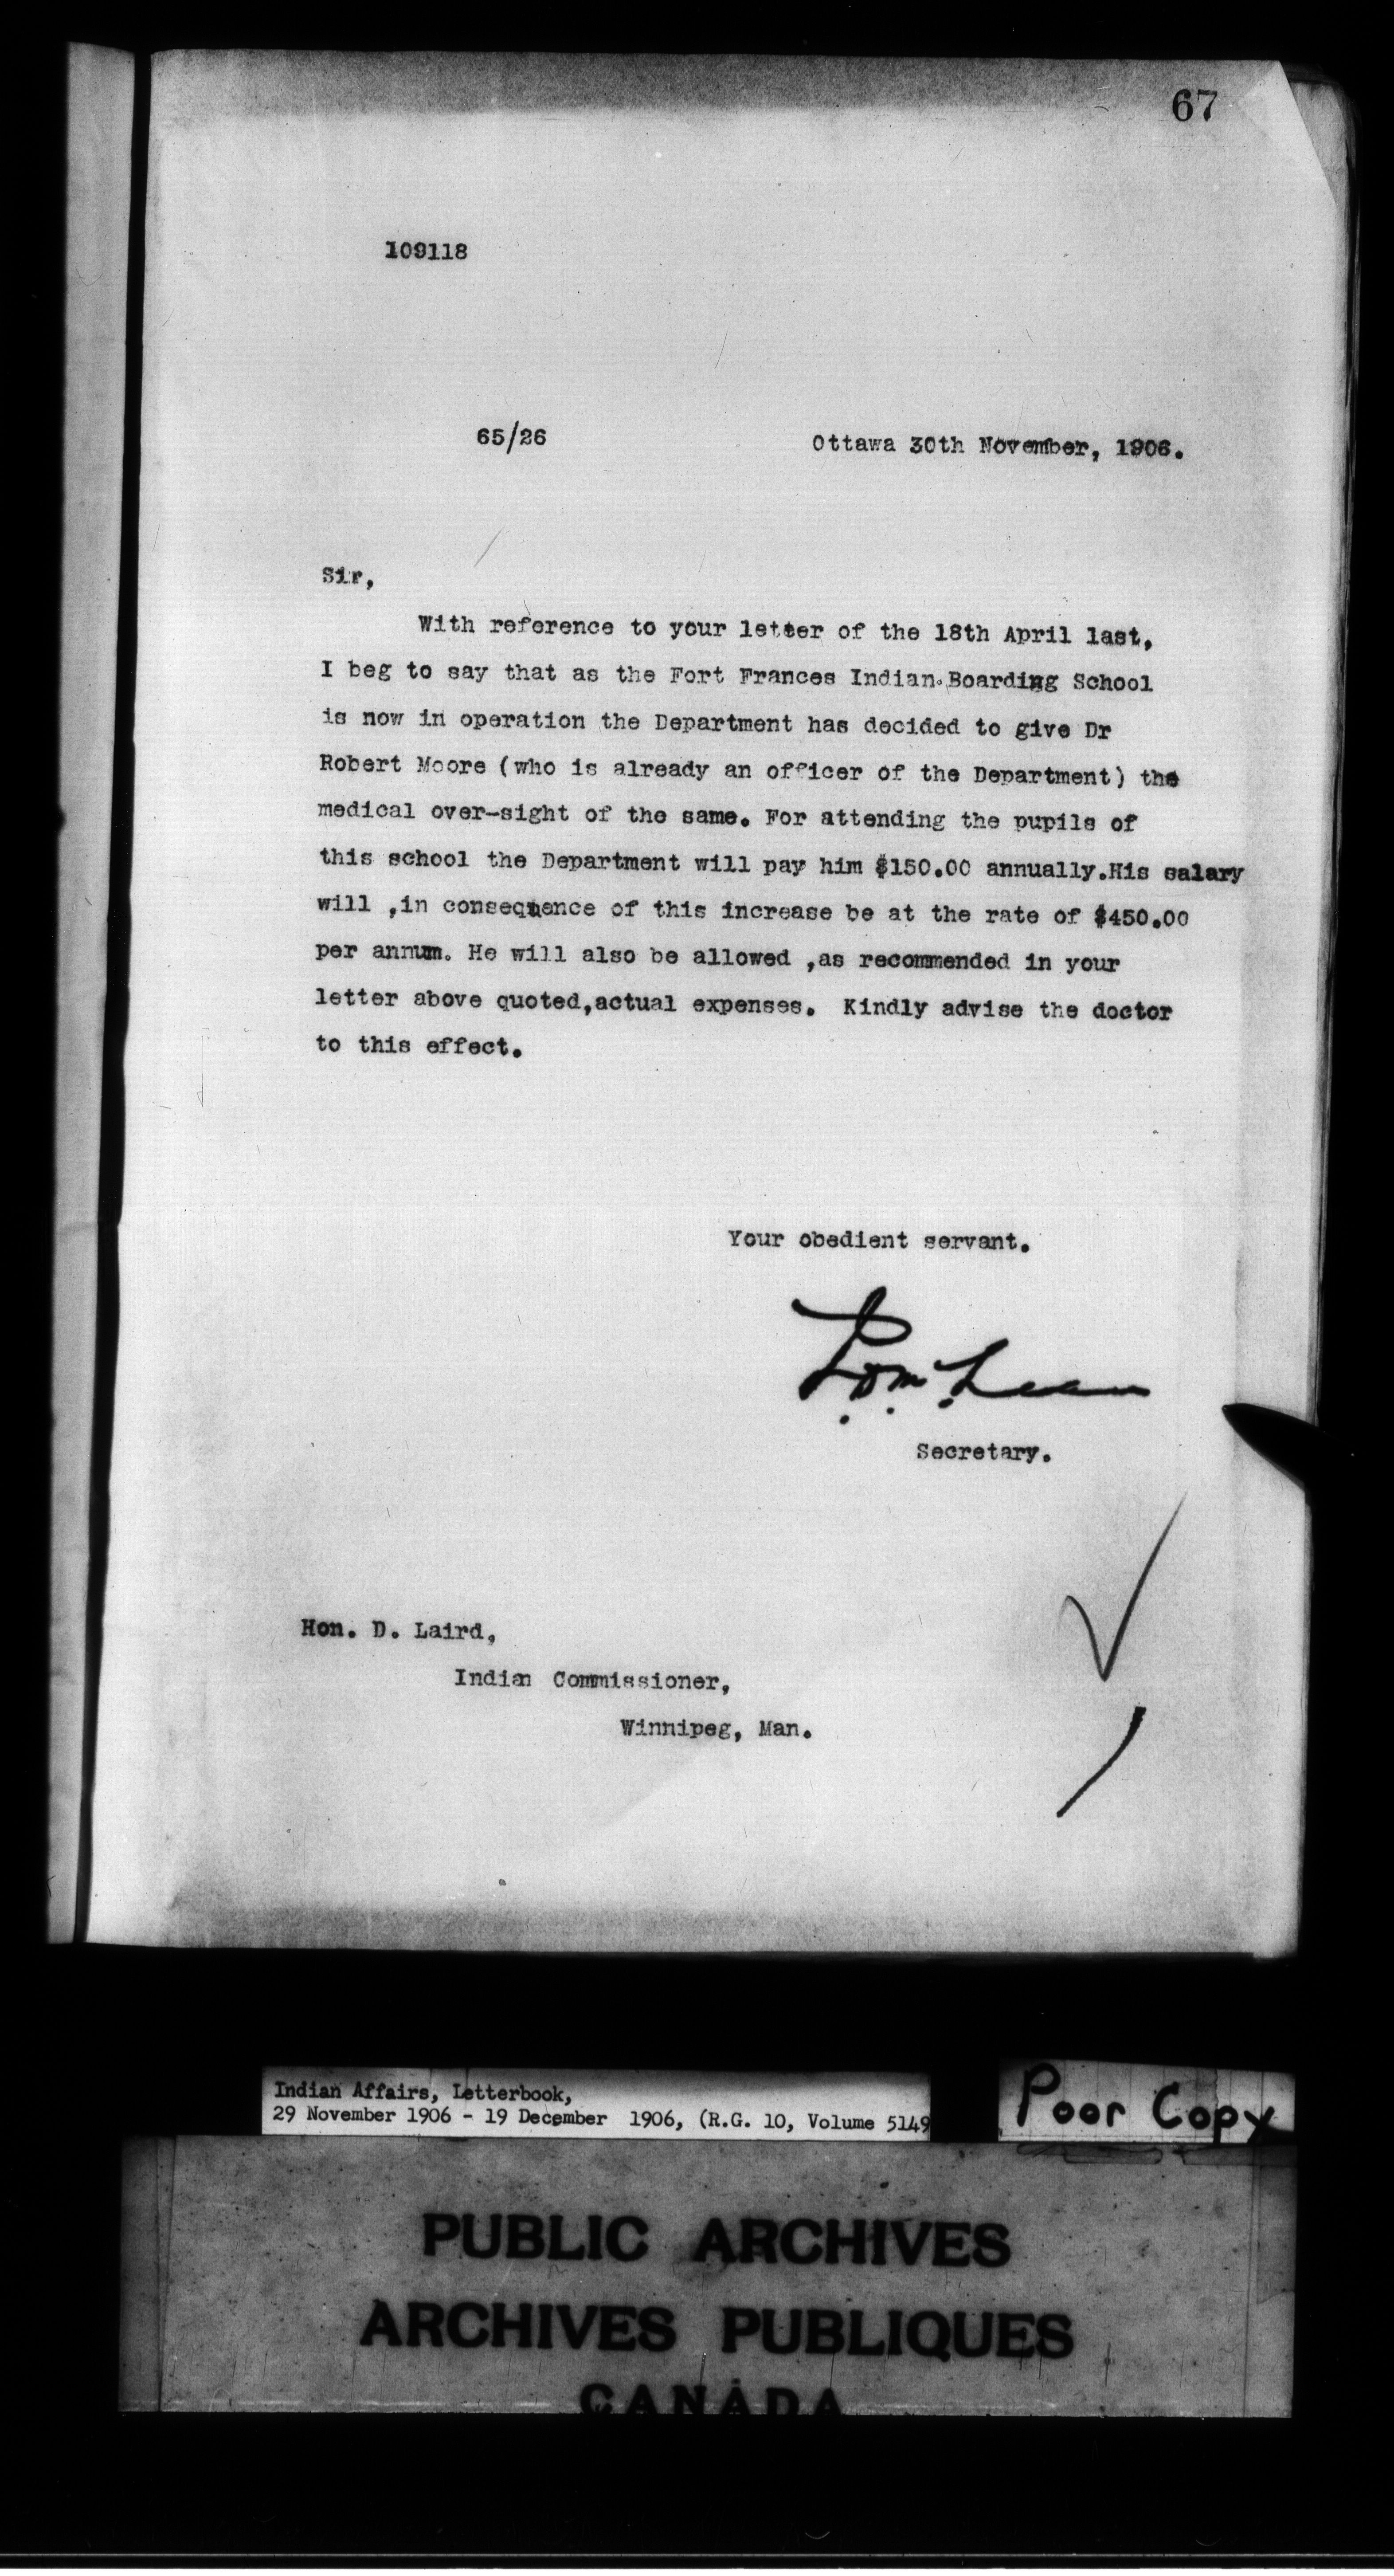 67
109118
65/26 Ottawa 30th November, 1906.
Sir,
With reference to your letter of the 18th April last,
I beg to say that as the Fort Frances Indian Boarding School
is now in operation the Department has decided to give Dr
Robert Moore (who is already an officer of the Department) the
medical over-sight of the same. For attending the pupils of
this school the Department will pay him $150.00 annually.His salary
will ,in consequence of this increase be at the rate of $450.00
per annum. He will also be allowed ,as recommended in your
letter above quoted,actual expenses. Kindly advise the doctor
to this effect.
Your obedient servant.
J.D. McLean
Secretary.
Hon. D. Laird,
Indian Commissioner,
Winnipeg, Man.
Indian Affairs, Letterbook,
29 November 1906 - 19 December 1906, (R.G. 10, Volume 5149
Poor Copy
PUBLIC ARCHIVES
ARCHIVES PUBLIQUES
CANADA